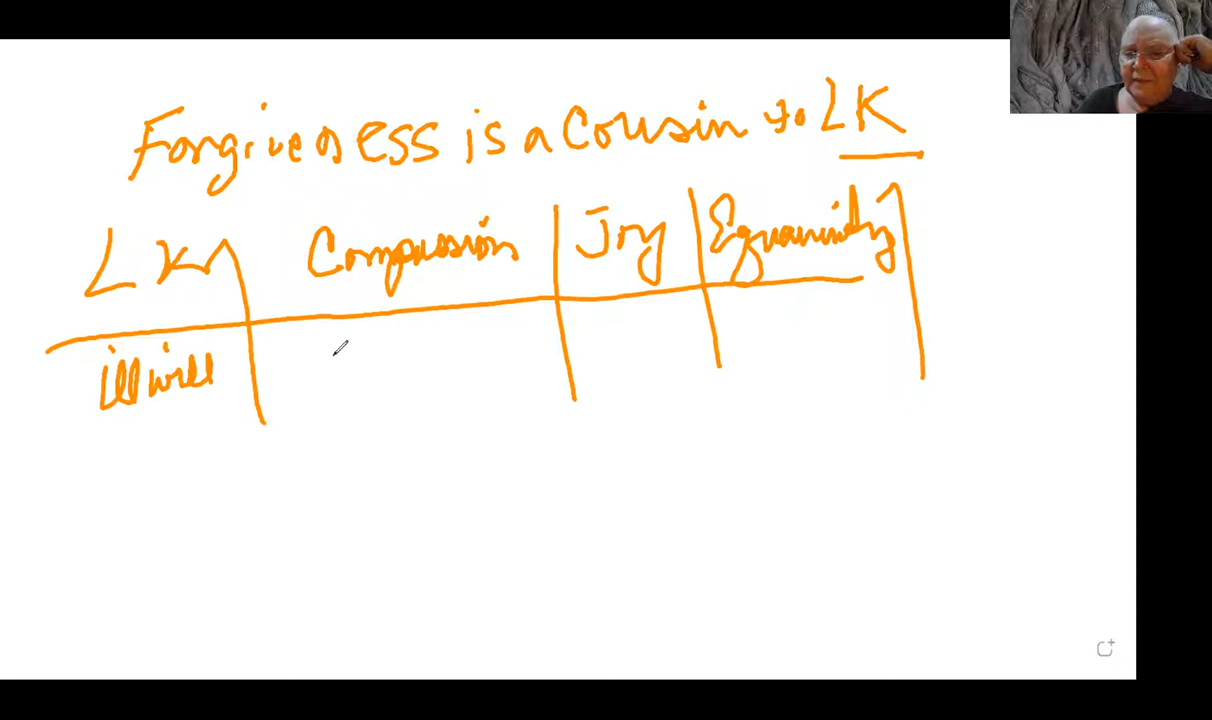 Forgiveness is a Cousin to LK
LK Compassion Joy Equanimity
illwill